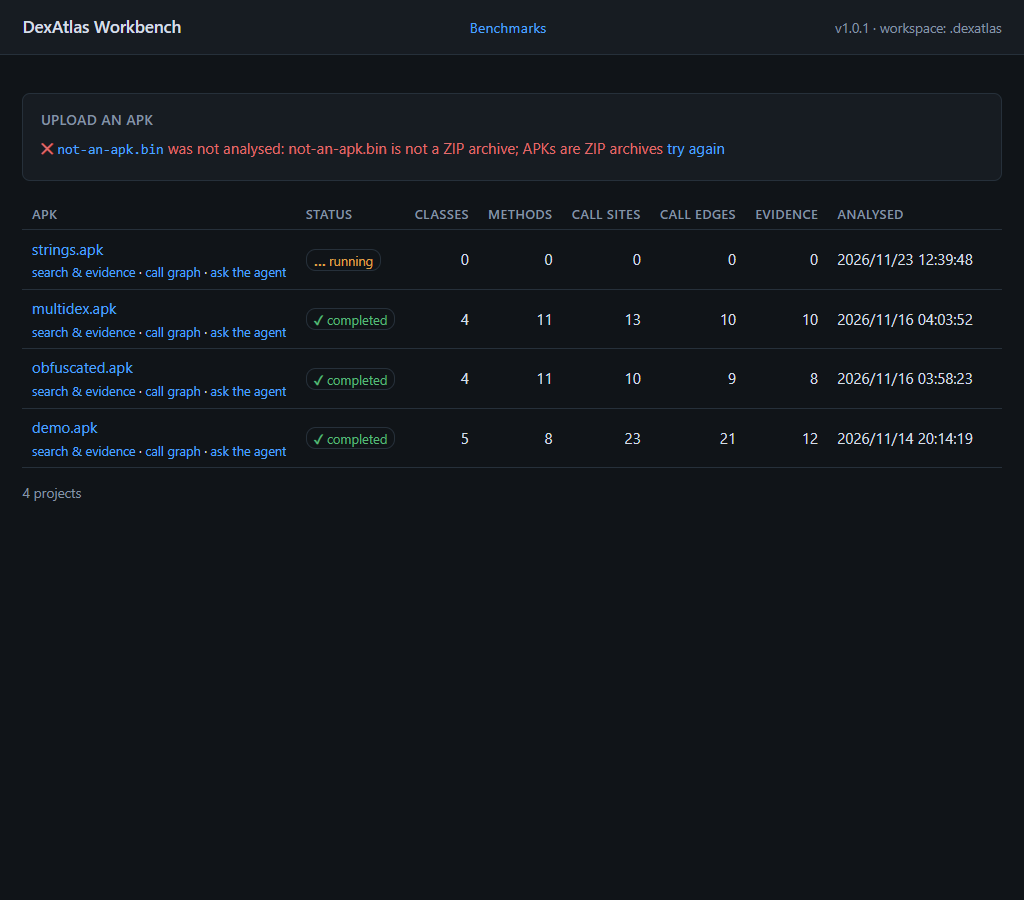 DexAtlas Workbench Benchmarks v1.0.1 · workspace: .dexatlas
UPLOAD AN APK
❌ not-an-apk.bin was not analysed: not-an-apk.bin is not a ZIP archive; APKs are ZIP archives try again
APK STATUS CLASSES METHODS CALL SITES CALL EDGES EVIDENCE ANALYSED
strings.apk
search & evidence · call graph · ask the agent
… running 0 0 0 0 0 2026/11/23 12:39:48
multidex.apk
search & evidence · call graph · ask the agent
✓ completed 4 11 13 10 10 2026/11/16 04:03:52
obfuscated.apk
search & evidence · call graph · ask the agent
✓ completed 4 11 10 9 8 2026/11/16 03:58:23
demo.apk
search & evidence · call graph · ask the agent
✓ completed 5 8 23 21 12 2026/11/14 20:14:19
4 projects